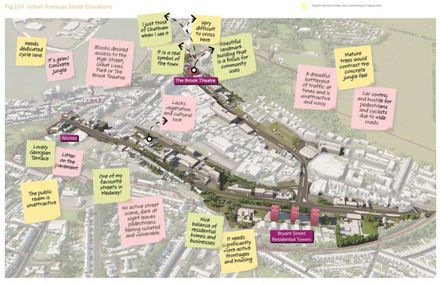 Fig.104 Urban Avenues Street Elevations
needs
dedicated
cycle lane
It's grim!
Concrete
jungle
Blocks desired
access to the
High Street,
Great Lines
Park or The
Brook Theatre
I just think
of Chatham
when I see it
It is a real
symbol of
the town
Very
difficult to
cross here
Beautiful
landmark
building that
is a focus for
community
uses
The Brook Theatre
Lacks
vegetation
and cultural
love
A dreadful
bottleneck
of traffic at
times and is
unattractive
and noisy
Mature
trees would
contrast the
concrete
jungle feel
Car centric
and hostile for
pedestrians
and cyclists
due to wide
roads
Wickes
Lovely
Georgian
Terrace
Litter on
the
pavement
The public
realm is
unattractive
One of my
favourite
streets in
Medway!
No active street
scene, dark at
night leaves
pedestrians
feeling isolated
and vulnerable
Nice
balance of
residential
homes and
businesses
It needs
significantly
more active
frontages
and housing
Bryant Street
Residential Towers